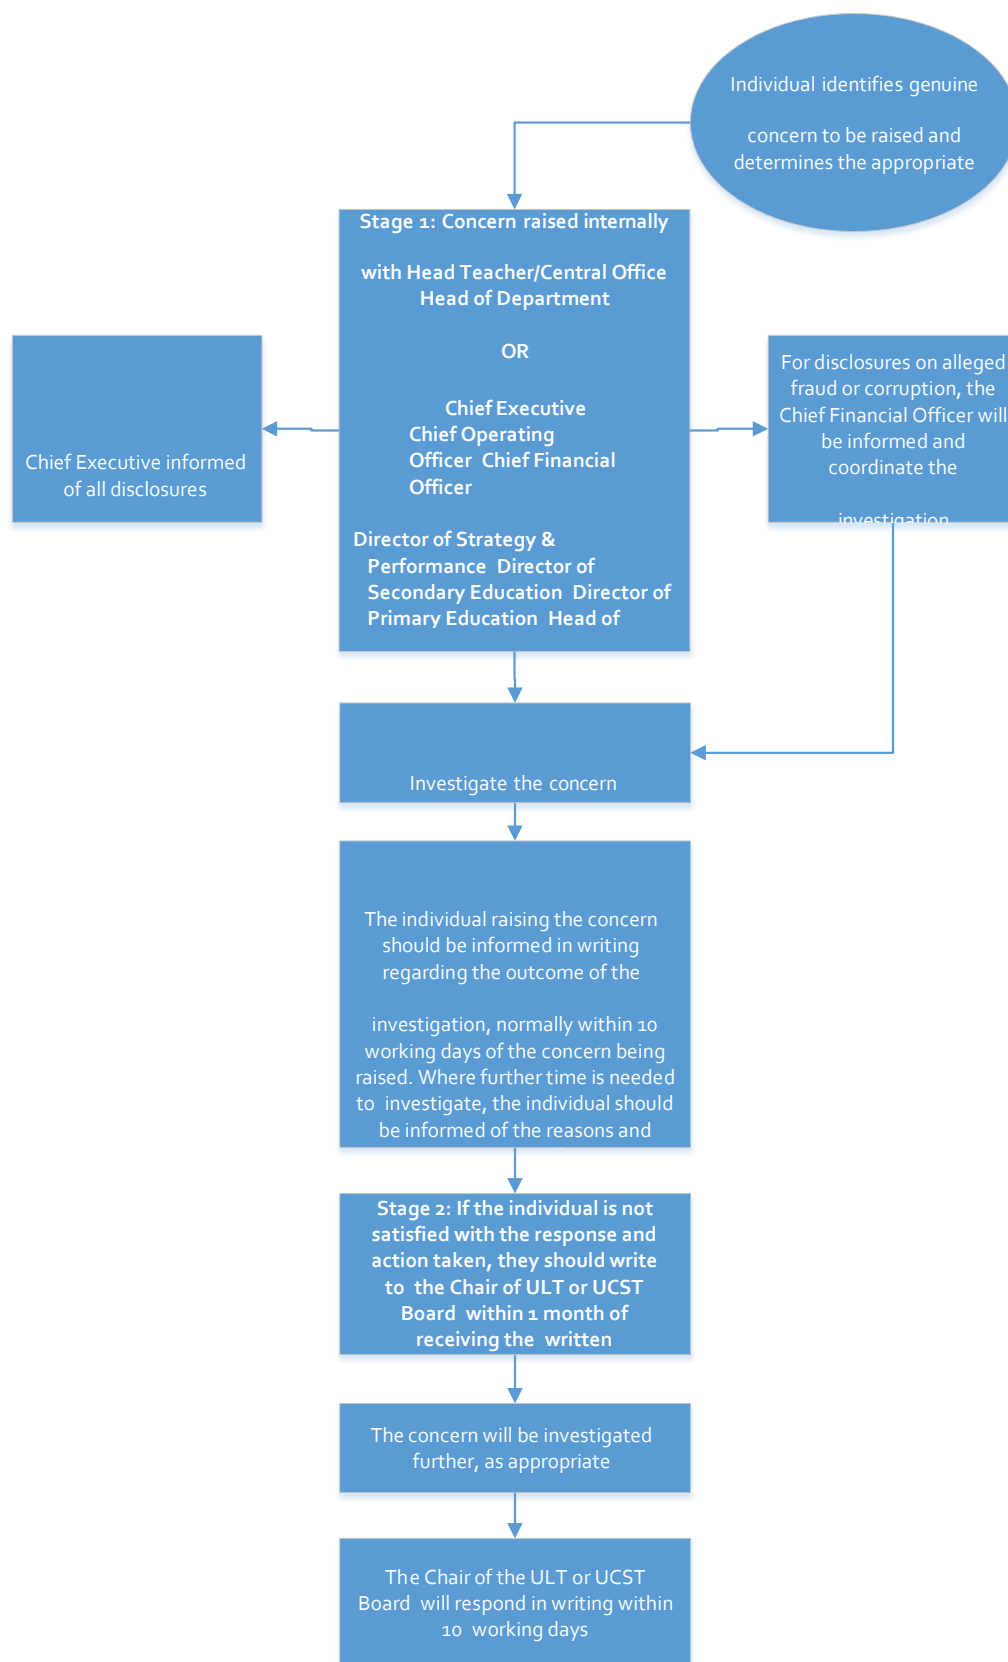 Individual identifies genuine
concern to be raised and
determines the appropriate
Stage 1: Concern raised internally
with Head Teacher/Central Office
Head of Department
OR
Chief Executive
Chief Operating
Officer Chief Financial
Officer
Director of Strategy &
Performance Director of
Secondary Education Director of
Primary Education Head of
Chief Executive informed
of all disclosures
For disclosures on alleged
fraud or corruption, the
Chief Financial Officer will
be informed and
coordinate the
investigation
Investigate the concern
The individual raising the concern
should be informed in writing
regarding the outcome of the
investigation, normally within 10
working days of the concern being
raised. Where further time is needed
to investigate, the individual should
be informed of the reasons and
Stage 2: If the individual is not
satisfied with the response and
action taken, they should write
to the Chair of ULT or UCST
Board within 1 month of
receiving the written
The concern will be investigated
further, as appropriate
The Chair of the ULT or UCST
Board will respond in writing within
10 working days